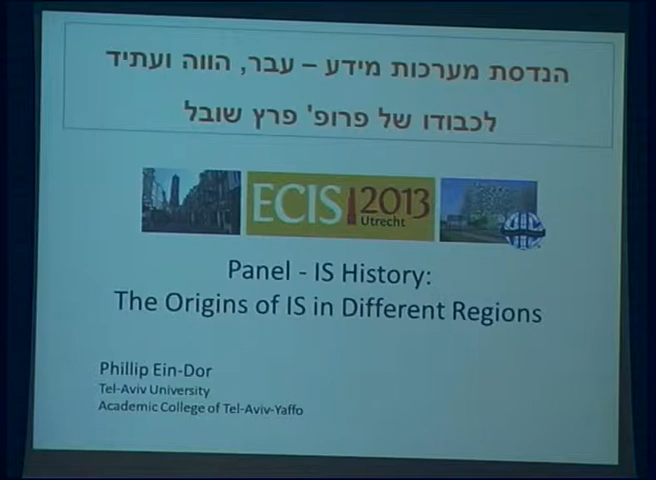 הנדסת מערכות מידע – עבר, הווה ועתיד
לכבודו של פרופ' פרץ שובל
ECIS 2013
Utrecht
Panel - IS History:
The Origins of IS in Different Regions
Phillip Ein-Dor
Tel-Aviv University
Academic College of Tel-Aviv-Yaffo